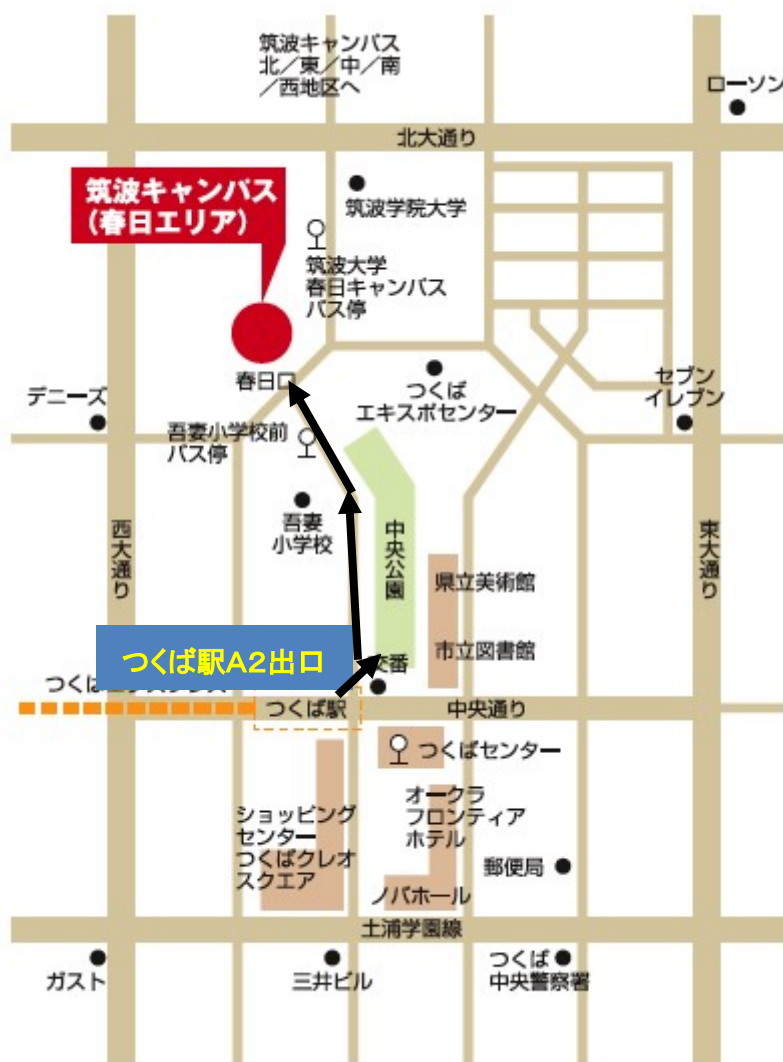 筑波キャンパス
北／東／中／南
／西地区へ
ローソン
北大通り
筑波キャンパス
(春日エリア)
筑波学院大学
筑波大学
春日キャンパス
バス停
春日口
つくば
エキスポセンター
セブン
イレブン
デニーズ
吾妻小学校前
バス停
吾妻
小学校
西大通り
中央公園
東大通り
県立美術館
市立図書館
つくば駅A2出口
交番
つくばエクスプレス
つくば駅
中央通り
つくばセンター
ショッピング
センター
つくばクレオ
スクエア
オークラ
フロンティア
ホテル
郵便局
ノバホール
土浦学園線
ガスト
三井ビル
つくば
中央警察署